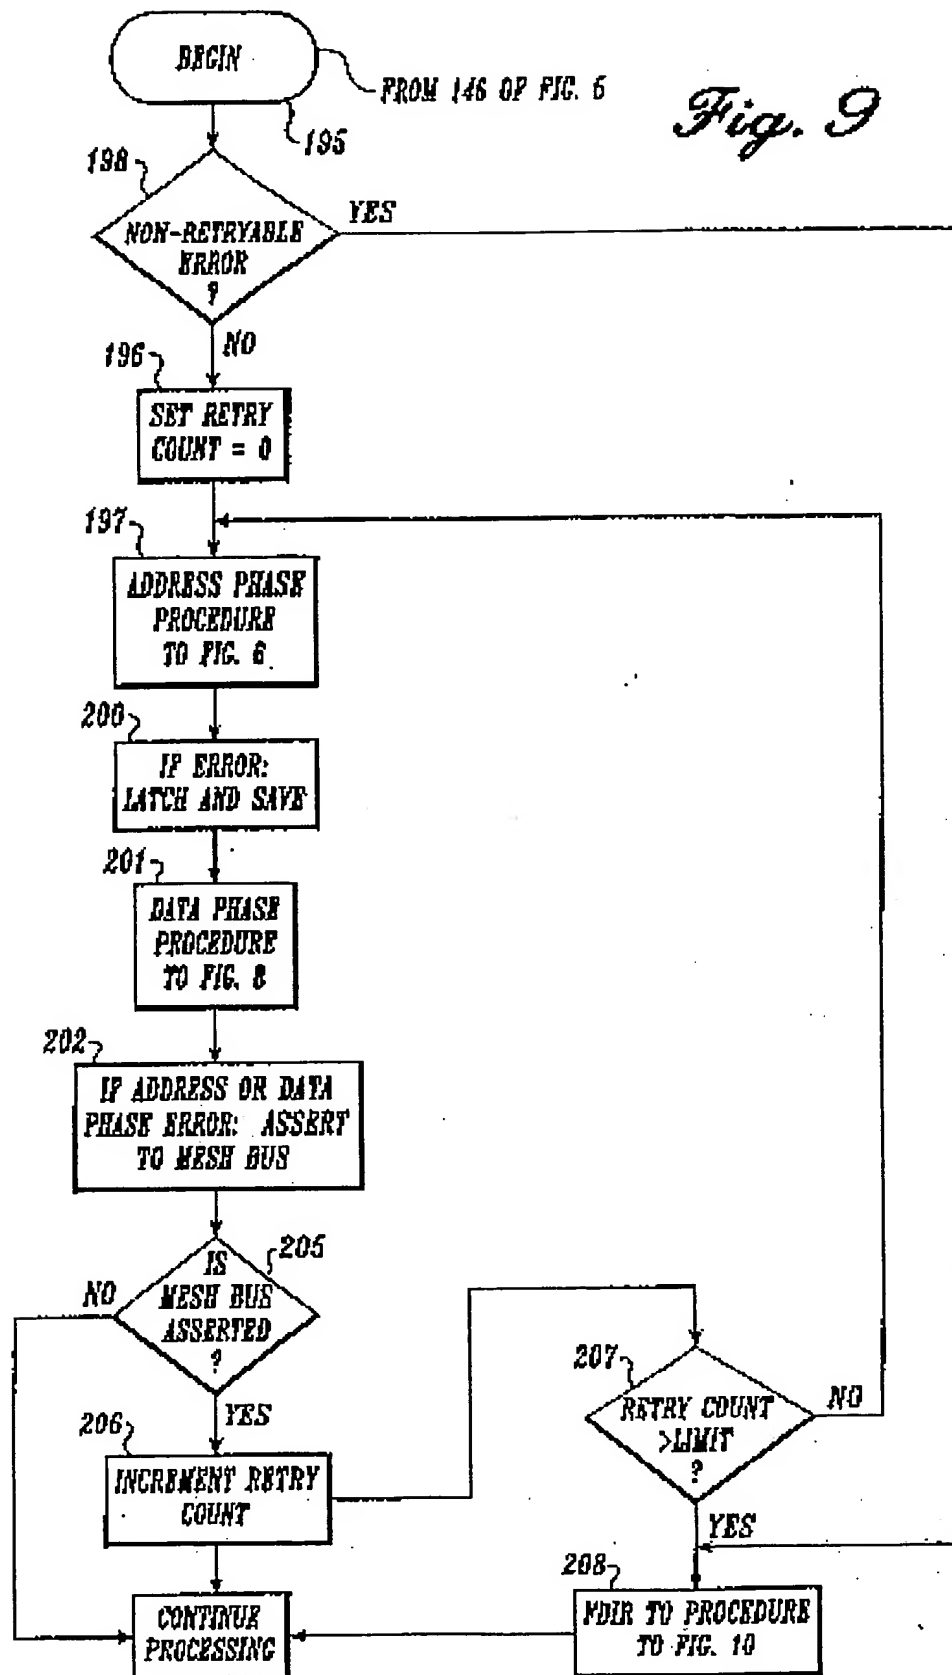 BEGIN
FROM 146 OF FIG. 5
Fig. 9
195
198
NON-RETRYABLE
ERROR
?
YES
NO
196
SET RETRY
COUNT = 0
197
ADDRESS PHASE
PROCEDURE
TO FIG. 6
200
IF ERROR:
LATCH AND SAVE
201
DATA PHASE
PROCEDURE
TO FIG. 8
202
IF ADDRESS OR DATA
PHASE ERROR: ASSERT
TO MESH BUS
205
IS
MESH BUS
ASSERTED
?
NO
YES
206
INCREMENT RETRY
COUNT
207
RETRY COUNT
>LIMIT
?
NO
YES
208
FDIR TO PROCEDURE
TO FIG. 10
CONTINUE
PROCESSING